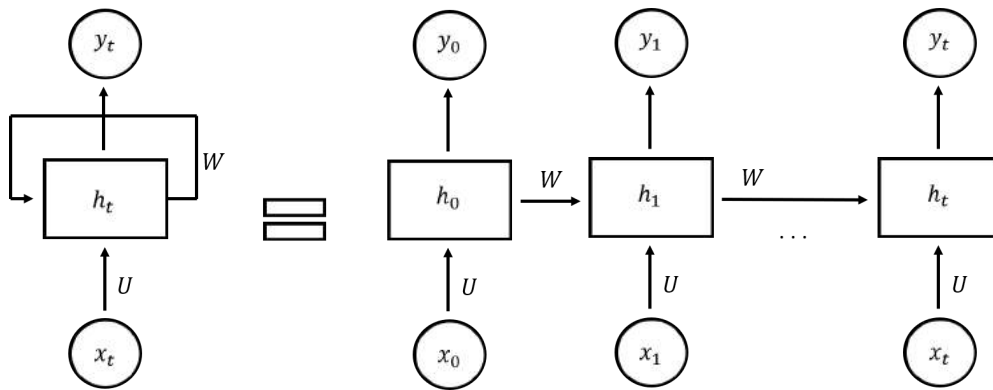 y_t y_0 y_1 y_t
W
h_t h_0 W h_1 W h_t
. . .
U U U U
x_t x_0 x_1 x_t